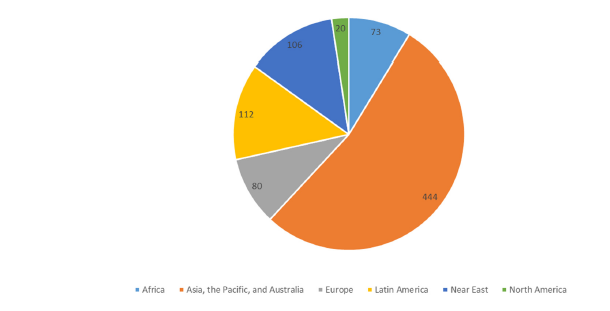 20
73
106
112
80
444
Africa
Asia, the Pacific, and Australia
Europe
Latin America
Near East
North America